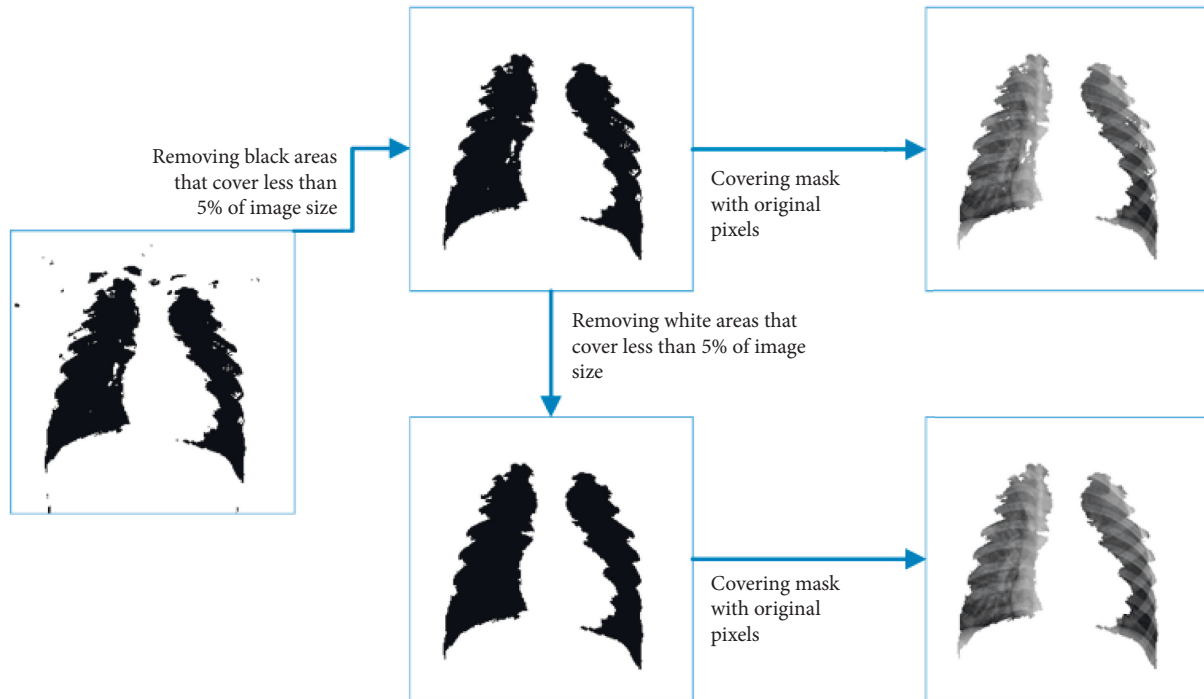 Removing black areas
that cover less than
5% of image size
Covering mask
with original
pixels
Removing white areas that
cover less than 5% of image
size
Covering mask
with original
pixels